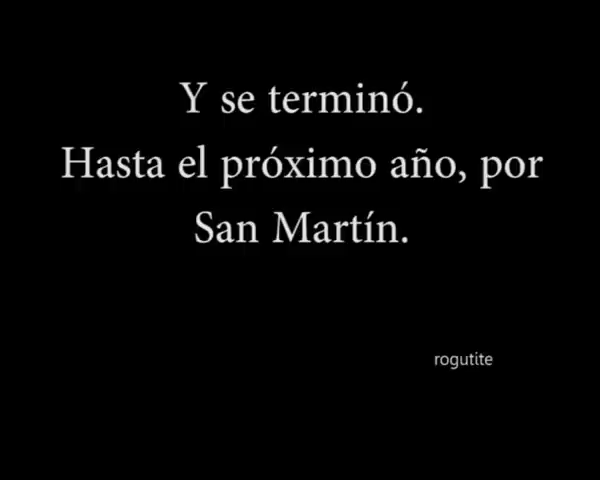 Y se terminó.
Hasta el próximo año, por
San Martín.
rogutite